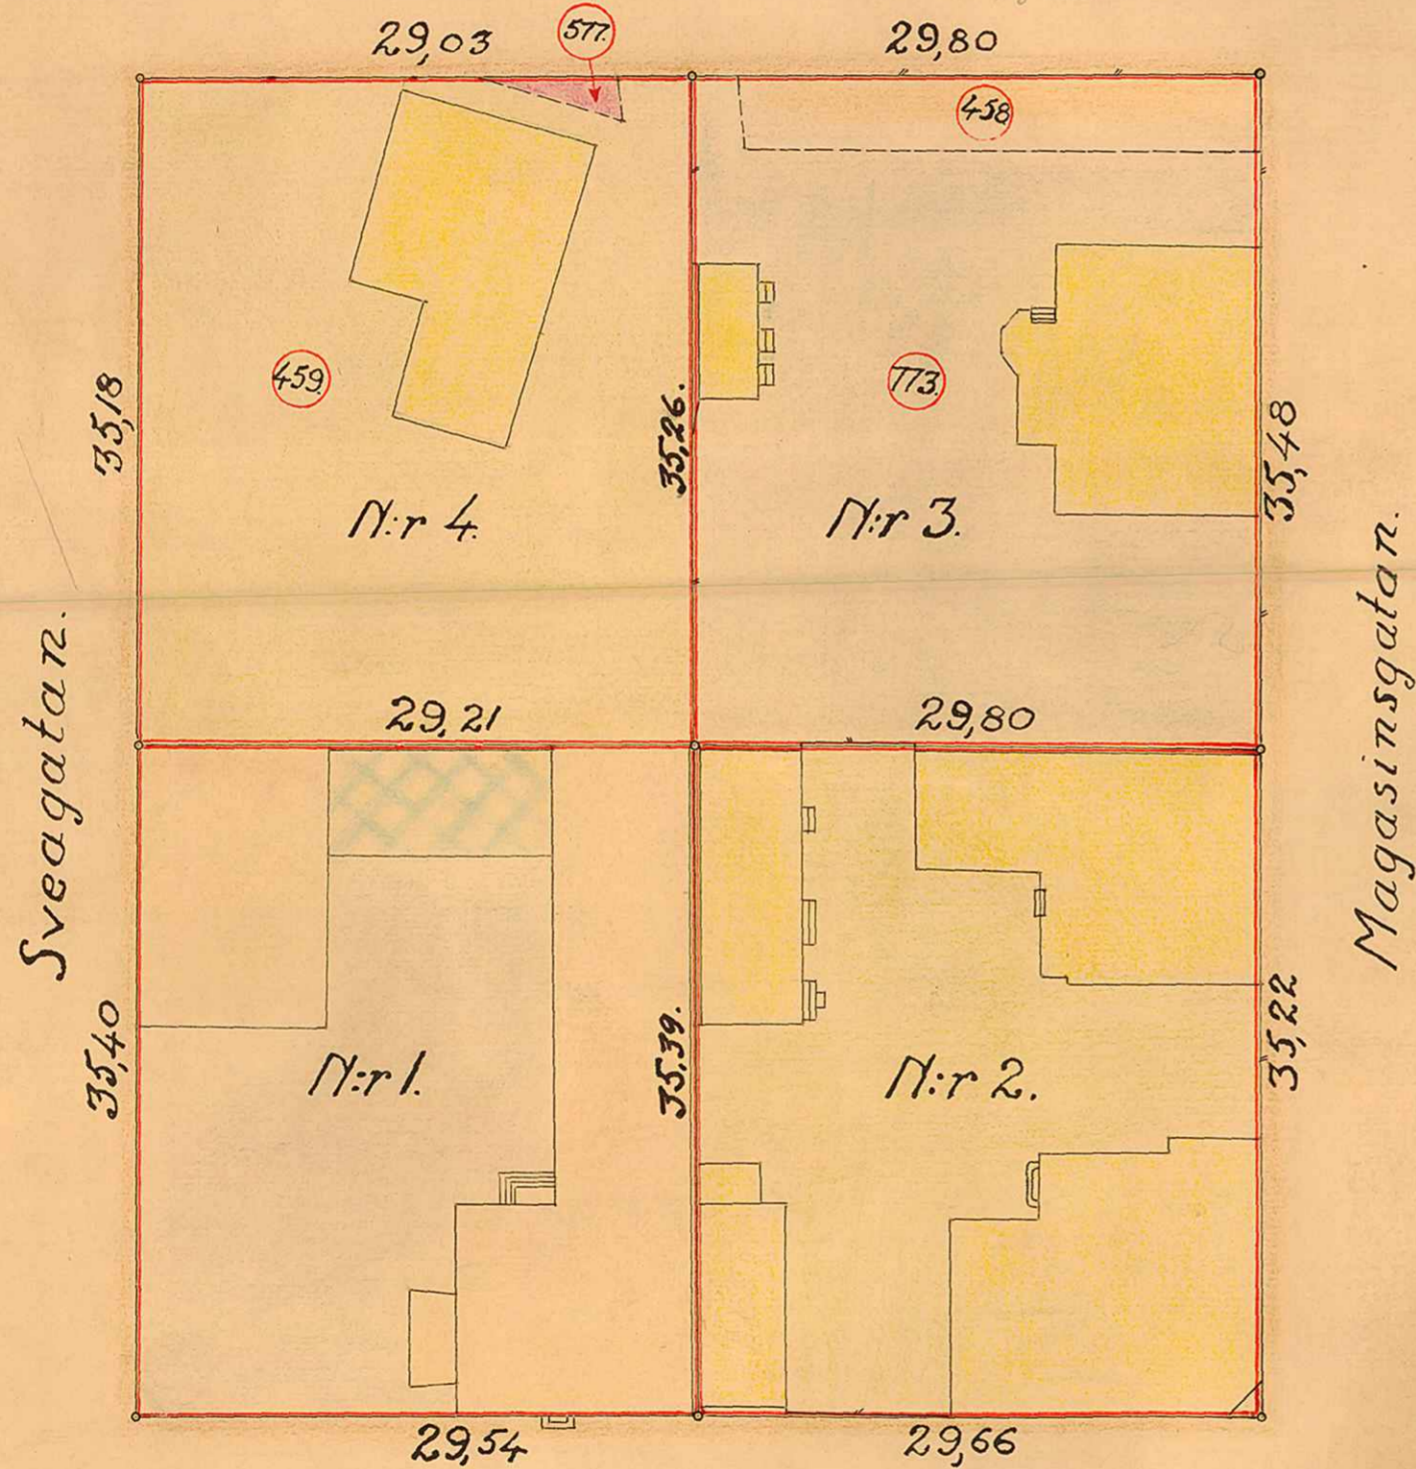 29,03
577.
29,80
458
35,18
459.
35,26.
773.
35,48
N:r 4.
N:r 3.
Sveagatan.
Magasinsgatan.
29,21
29,80
35,40
N:r 1.
35,39.
N:r 2.
35,22
29,54
29,66